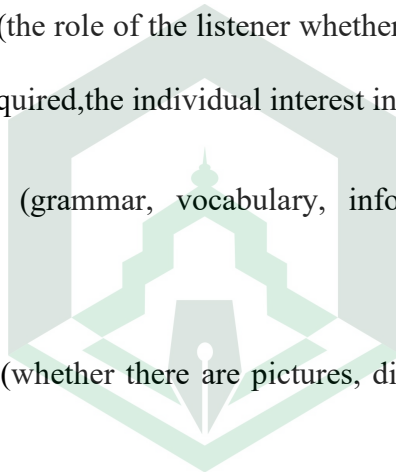 (the role of the listener whether
quired,the individual interest in
(grammar, vocabulary, info
(whether there are pictures, di